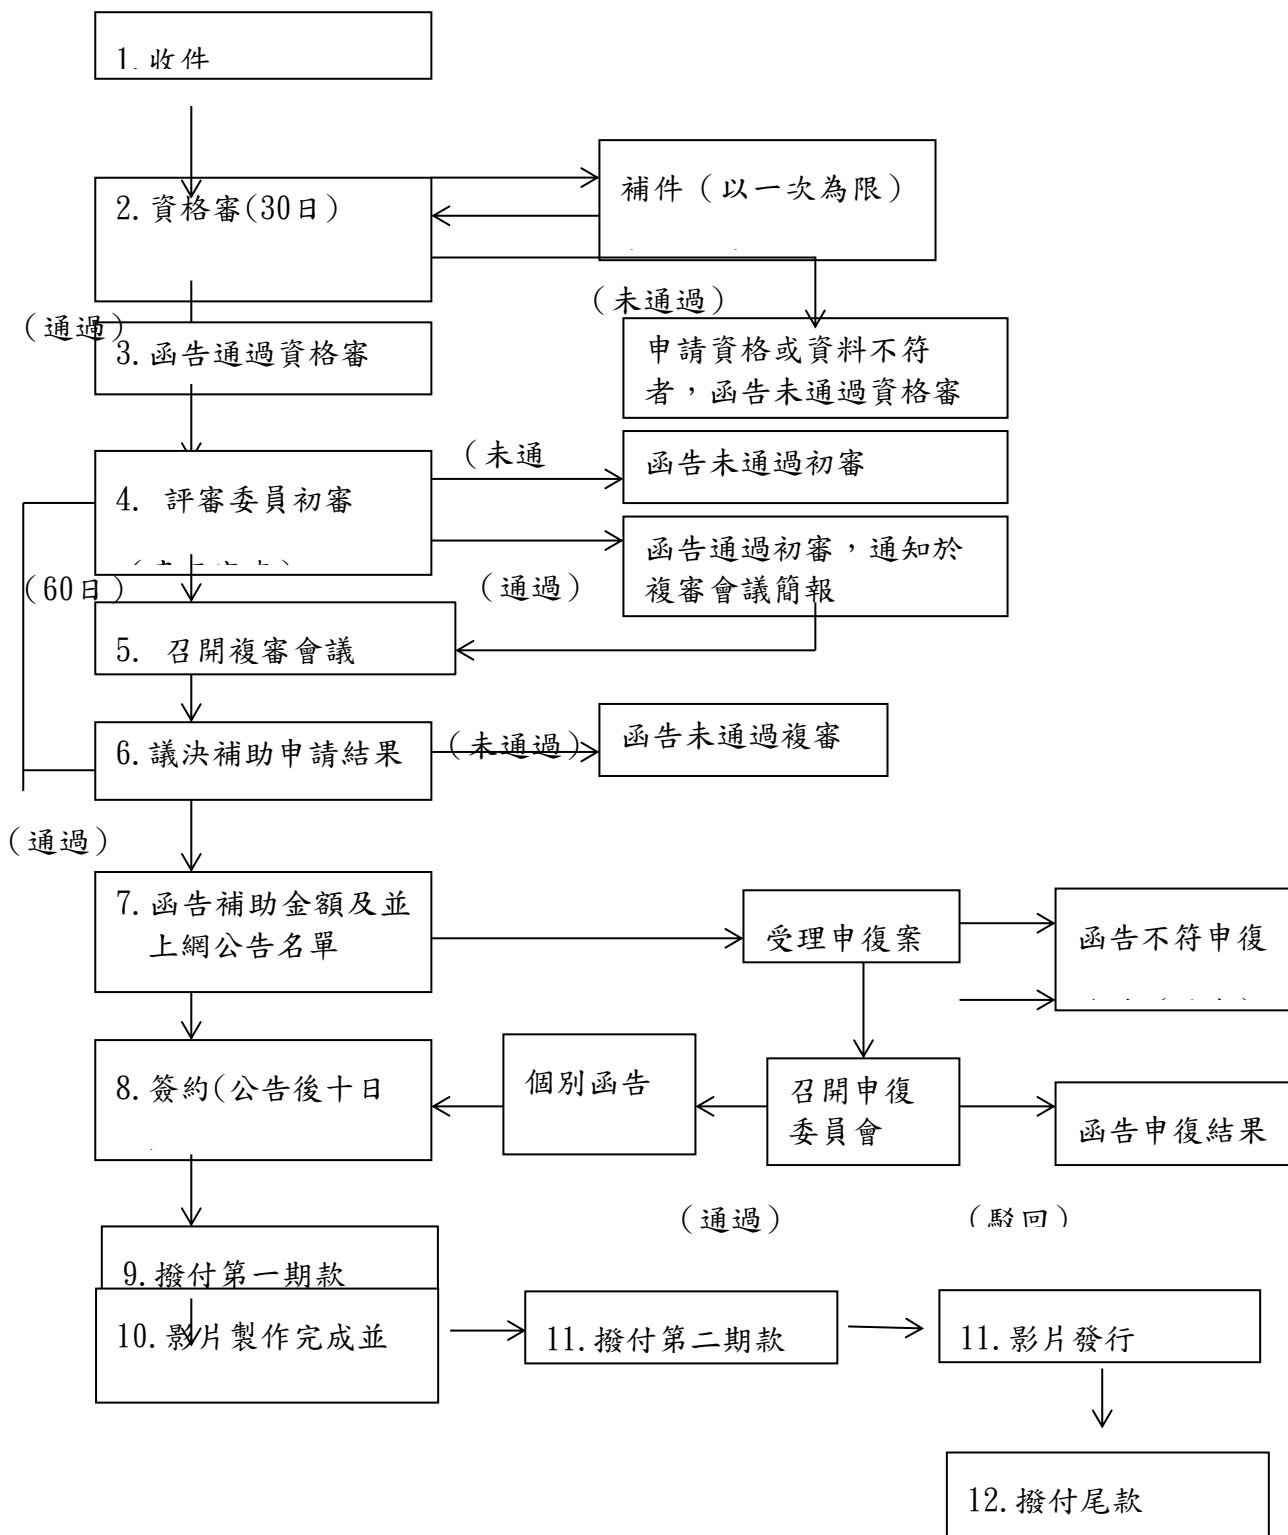 1.收件
補件（以一次為限）
2.資格審(30日)
（未通過）
（通過）
3.函告通過資格審
申請資格或資料不符
者，函告未通過資格審
（未通
函告未通過初審
4. 評審委員初審
函告通過初審，通知於
複審會議簡報
（60日）
（通過）
5. 召開複審會議
函告未通過複審
6.議決補助申請結果
（未通過）
（通過）
7.函告補助金額及並
上網公告名單
受理申復案
函告不符申復
8.簽約(公告後十日
個別函告
召開申復
委員會
函告申復結果
（通過）
（駁回）
9.撥付第一期款
10.影片製作完成並
11.撥付第二期款
11.影片發行
12.撥付尾款